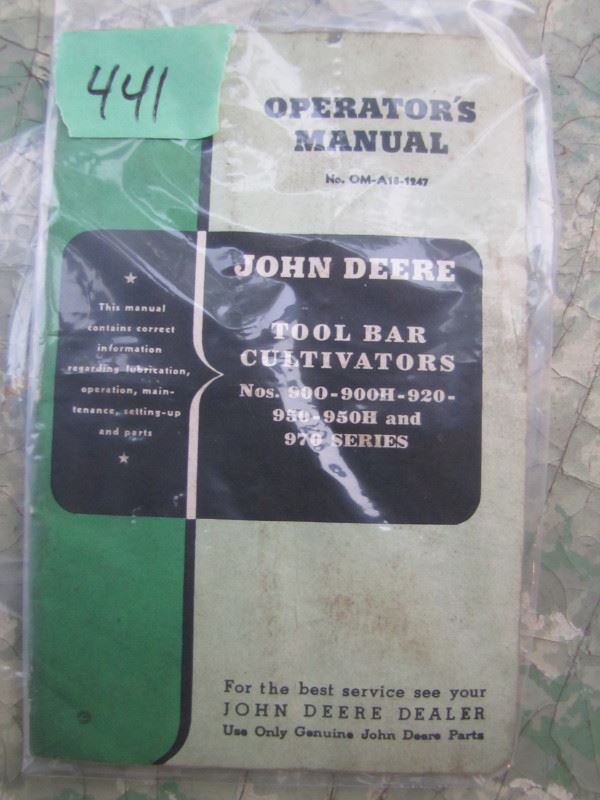 441
OPERATOR'S
MANUAL
No. OM-A18-1247
JOHN DEERE
TOOL BAR
CULTIVATORS
Nos. 900-900H-920-
950-950H and
970 SERIES
This manual
contains correct
information
regarding lubrication,
operation, main-
tenance, setting-up
and parts
For the best service see your
JOHN DEERE DEALER
Use Only Genuine John Deere Parts